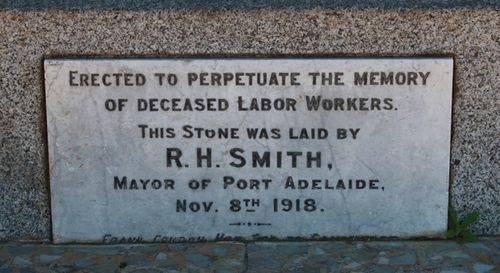 ERECTED TO PERPETUATE THE MEMORY
OF DECEASED LABOR WORKERS.
THIS STONE WAS LAID BY
R.H. SMITH,
MAYOR OF PORT ADELAIDE,
NOV. 8TH 1918.